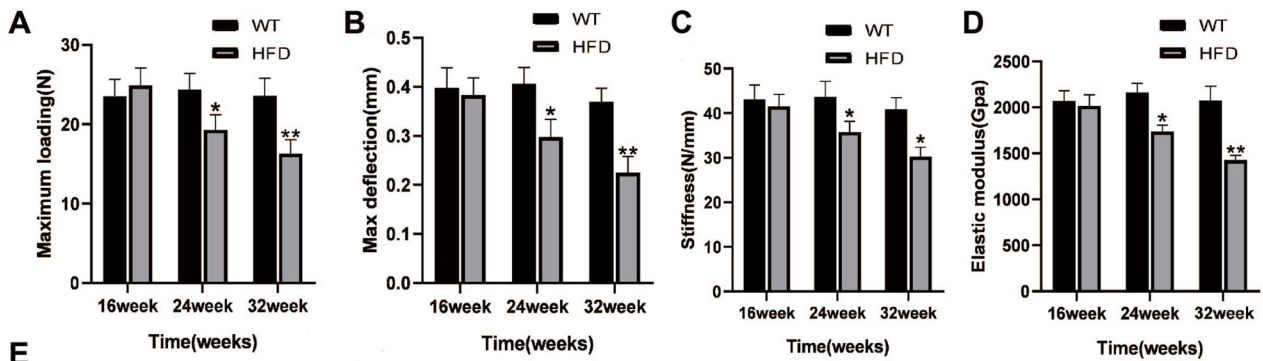 A
WT
HFD
Maximum loading(N)
30
20
10
0
*
**
16week 24week 32week
Time(weeks)
B
WT
HFD
Max deflection(mm)
0.5
0.4
0.3
0.2
0.1
0.0
*
**
16week 24week 32week
Time(weeks)
C
WT
HFD
Stiffness(N/mm)
50
40
30
20
10
0
*
*
16week 24week 32week
Time(weeks)
D
WT
HFD
Elastic modulus(Gpa)
2500
2000
1500
1000
500
0
*
**
16week 24week 32week
Time(weeks)
E